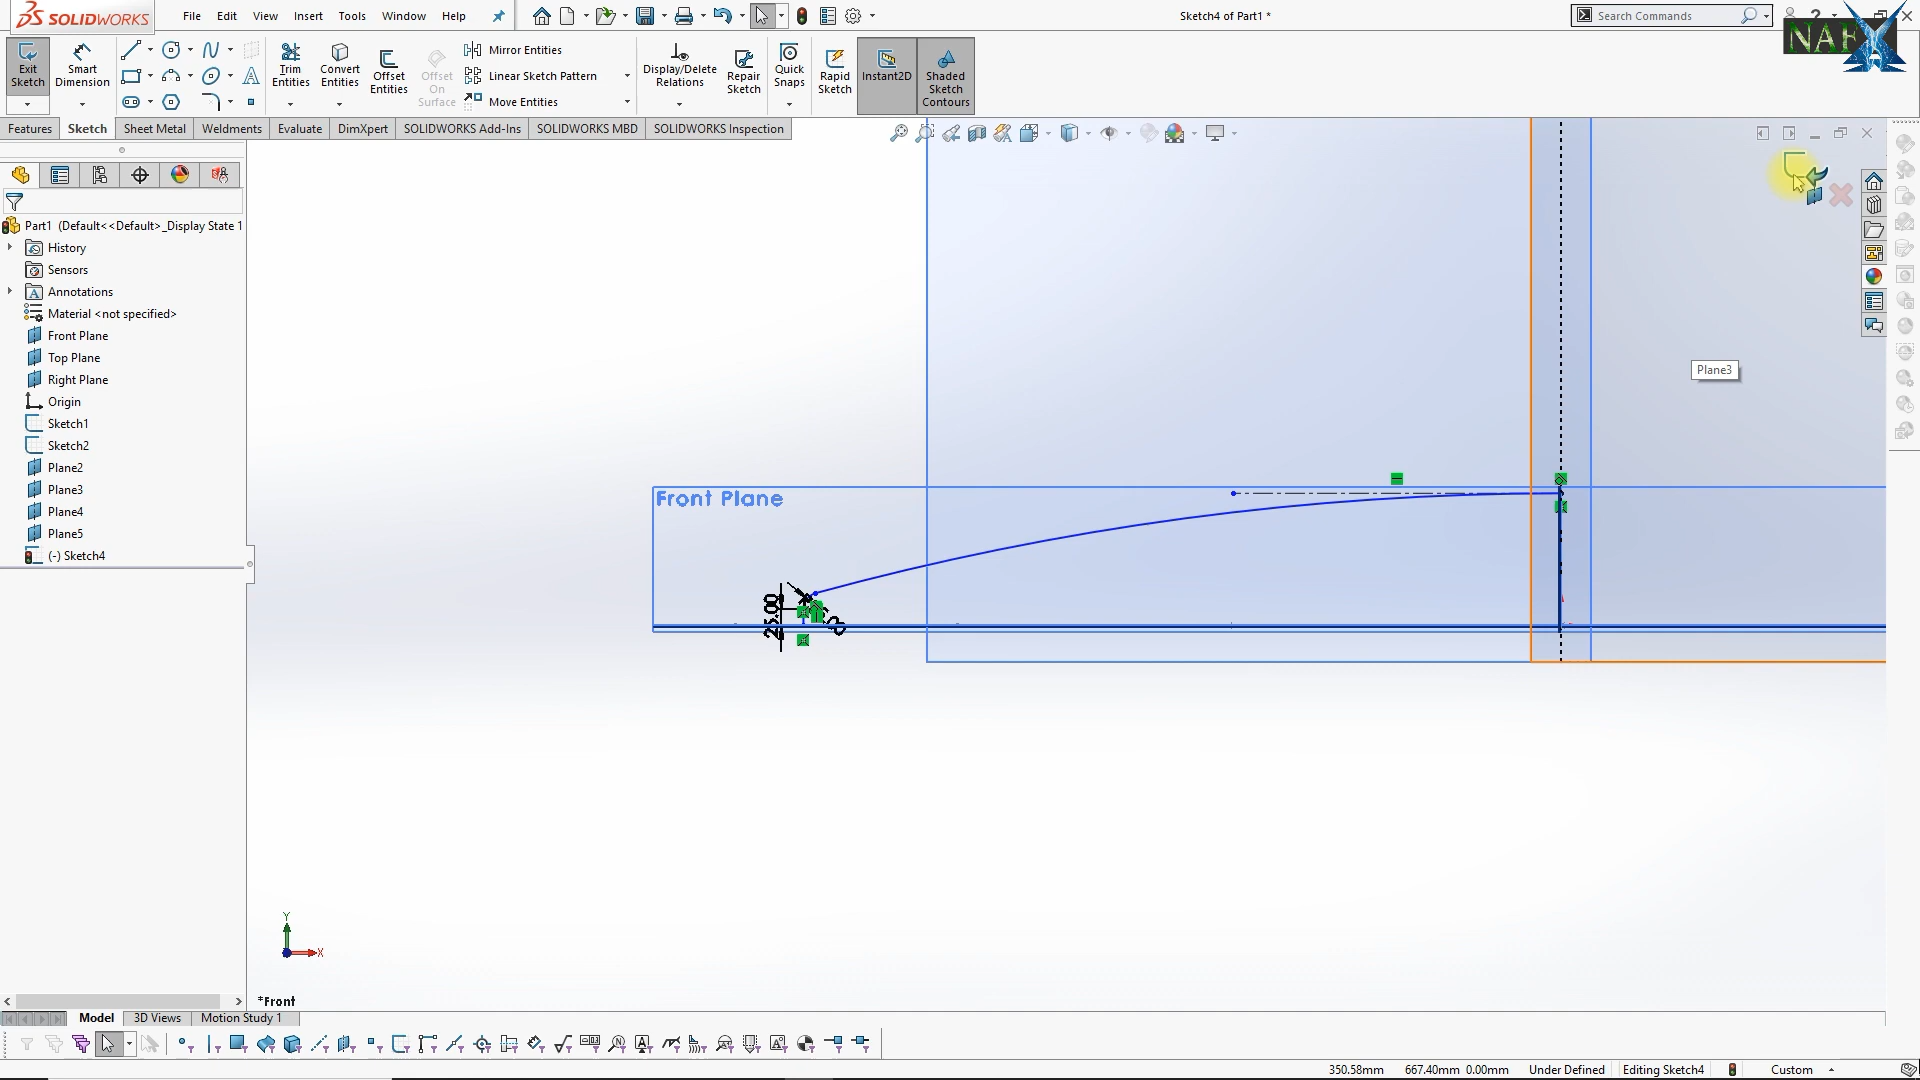 SOLIDWORKS
File Edit View Insert Tools Window Help
Sketch4 of Part1 *
Search Commands
NAFX
Exit Sketch
Smart Dimension
Trim Entities
Convert Entities
Offset Entities
Offset On Surface
Mirror Entities
Linear Sketch Pattern
Move Entities
Display/Delete Relations
Repair Sketch
Quick Snaps
Rapid Sketch
Instant2D
Shaded Sketch Contours
Features Sketch Sheet Metal Weldments Evaluate DimXpert SOLIDWORKS Add-Ins SOLIDWORKS MBD SOLIDWORKS Inspection
Part1 (Default<<Default>_Display State 1
History
Sensors
Annotations
Material <not specified>
Front Plane
Top Plane
Right Plane
Origin
Sketch1
Sketch2
Plane2
Plane3
Plane4
Plane5
(-) Sketch4
Plane3
Front Plane
25.00
Y
X
*Front
Model 3D Views Motion Study 1
350.58mm 667.40mm 0.00mm Under Defined Editing Sketch4 Custom